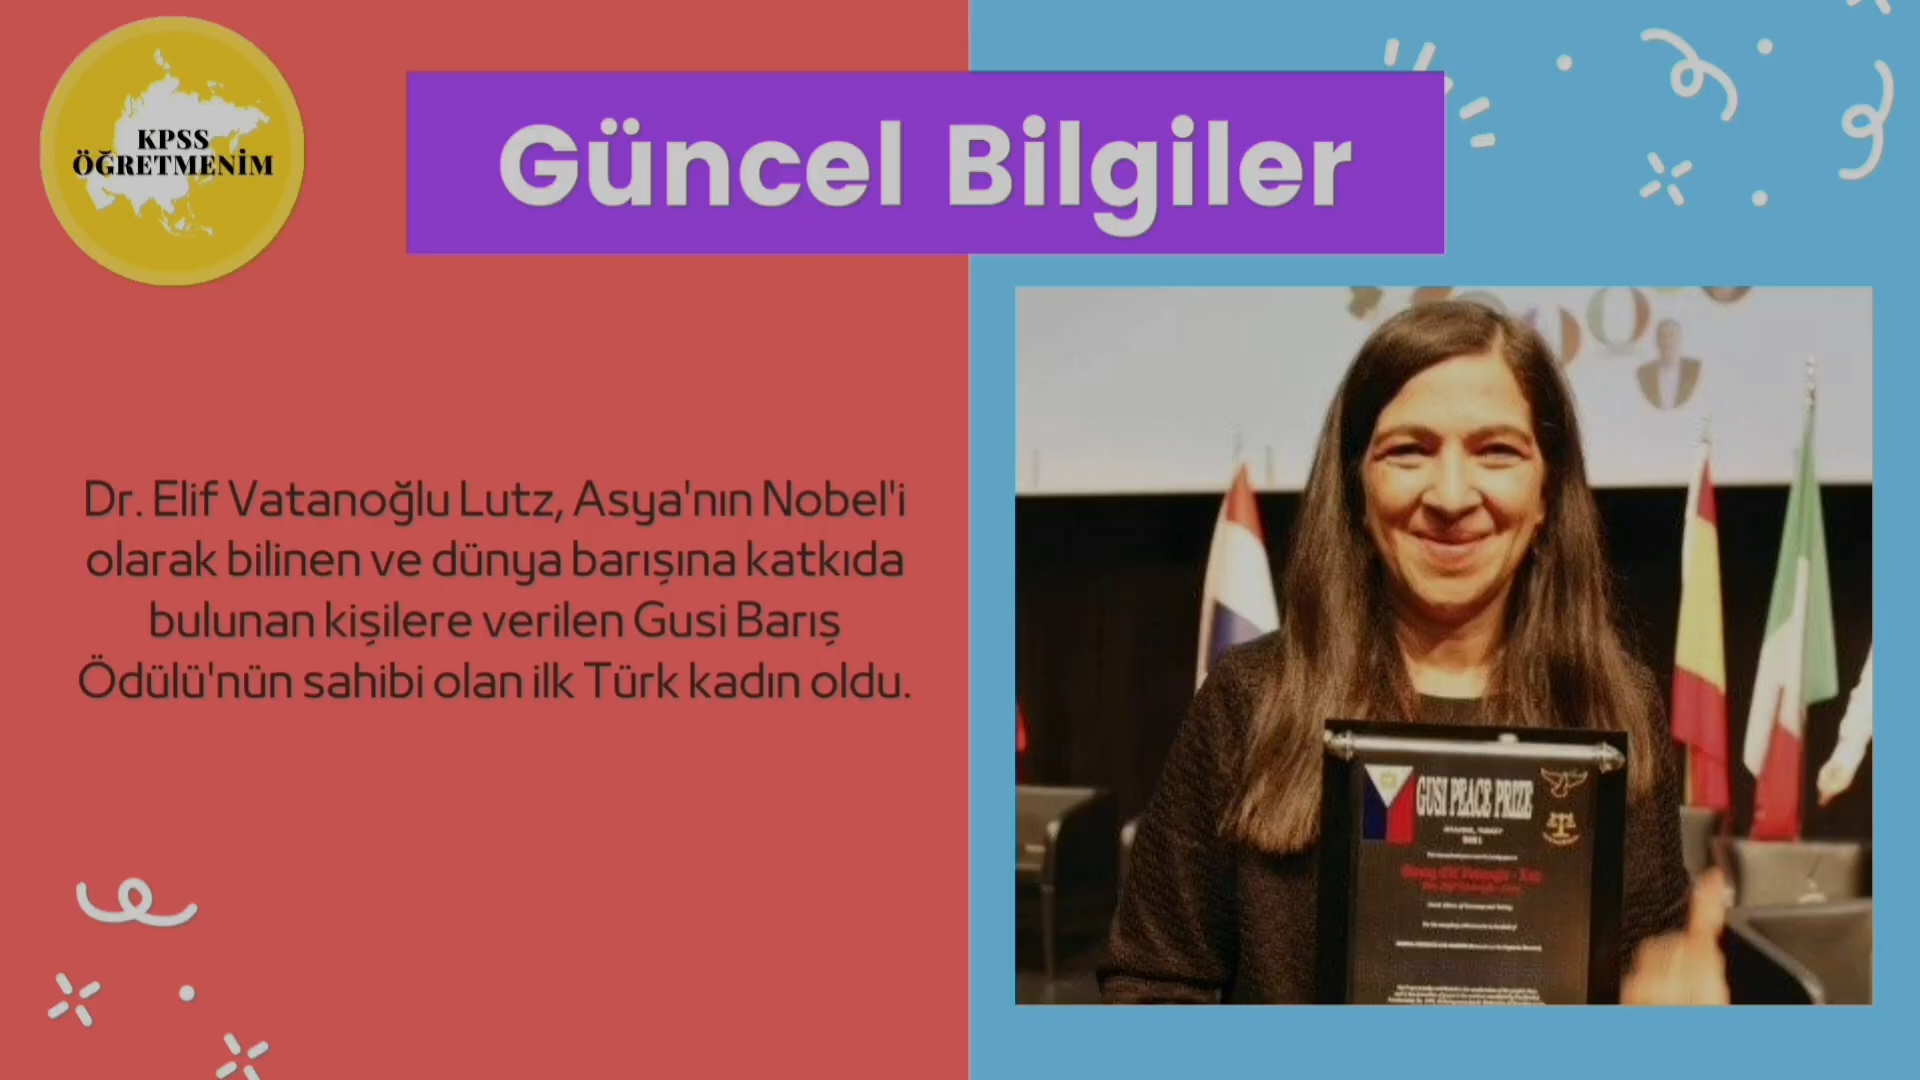 KPSS
ÖĞRETMENİM
Güncel Bilgiler
Dr. Elif Vatanoğlu Lutz, Asya'nın Nobel'i
olarak bilinen ve dünya barışına katkıda
bulunan kişilere verilen Gusi Barış
Ödülü'nün sahibi olan ilk Türk kadın oldu.
GUSI PEACE PRIZE